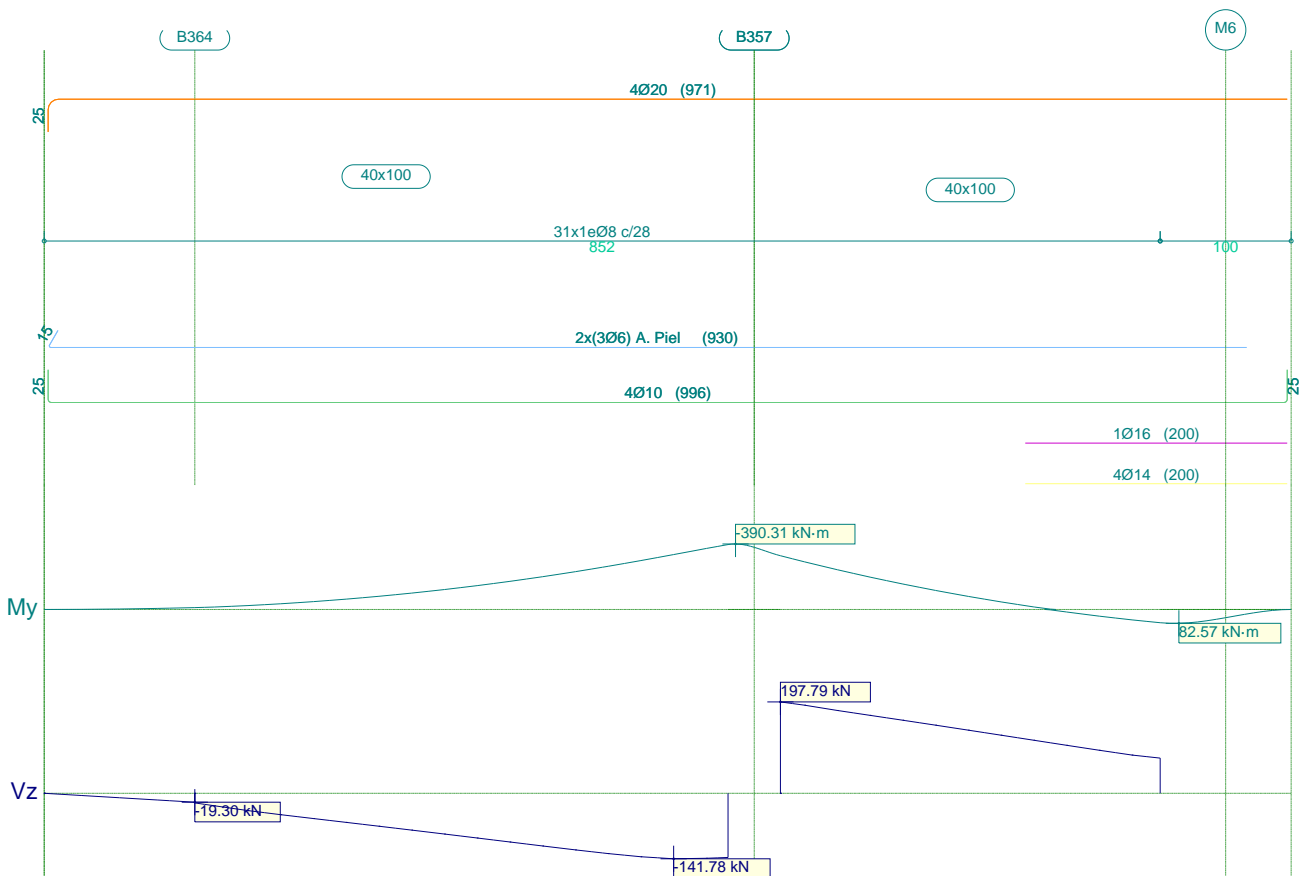 B364
B357
M6
4Ø20 (971)
25
40x100
40x100
31x1eØ8 c/28
852
100
15
2x(3Ø6) A. Piel (930)
25
4Ø10 (996)
25
1Ø16 (200)
4Ø14 (200)
-390.31 kN·m
My
82.57 kN·m
197.79 kN
Vz
-19.30 kN
-141.78 kN